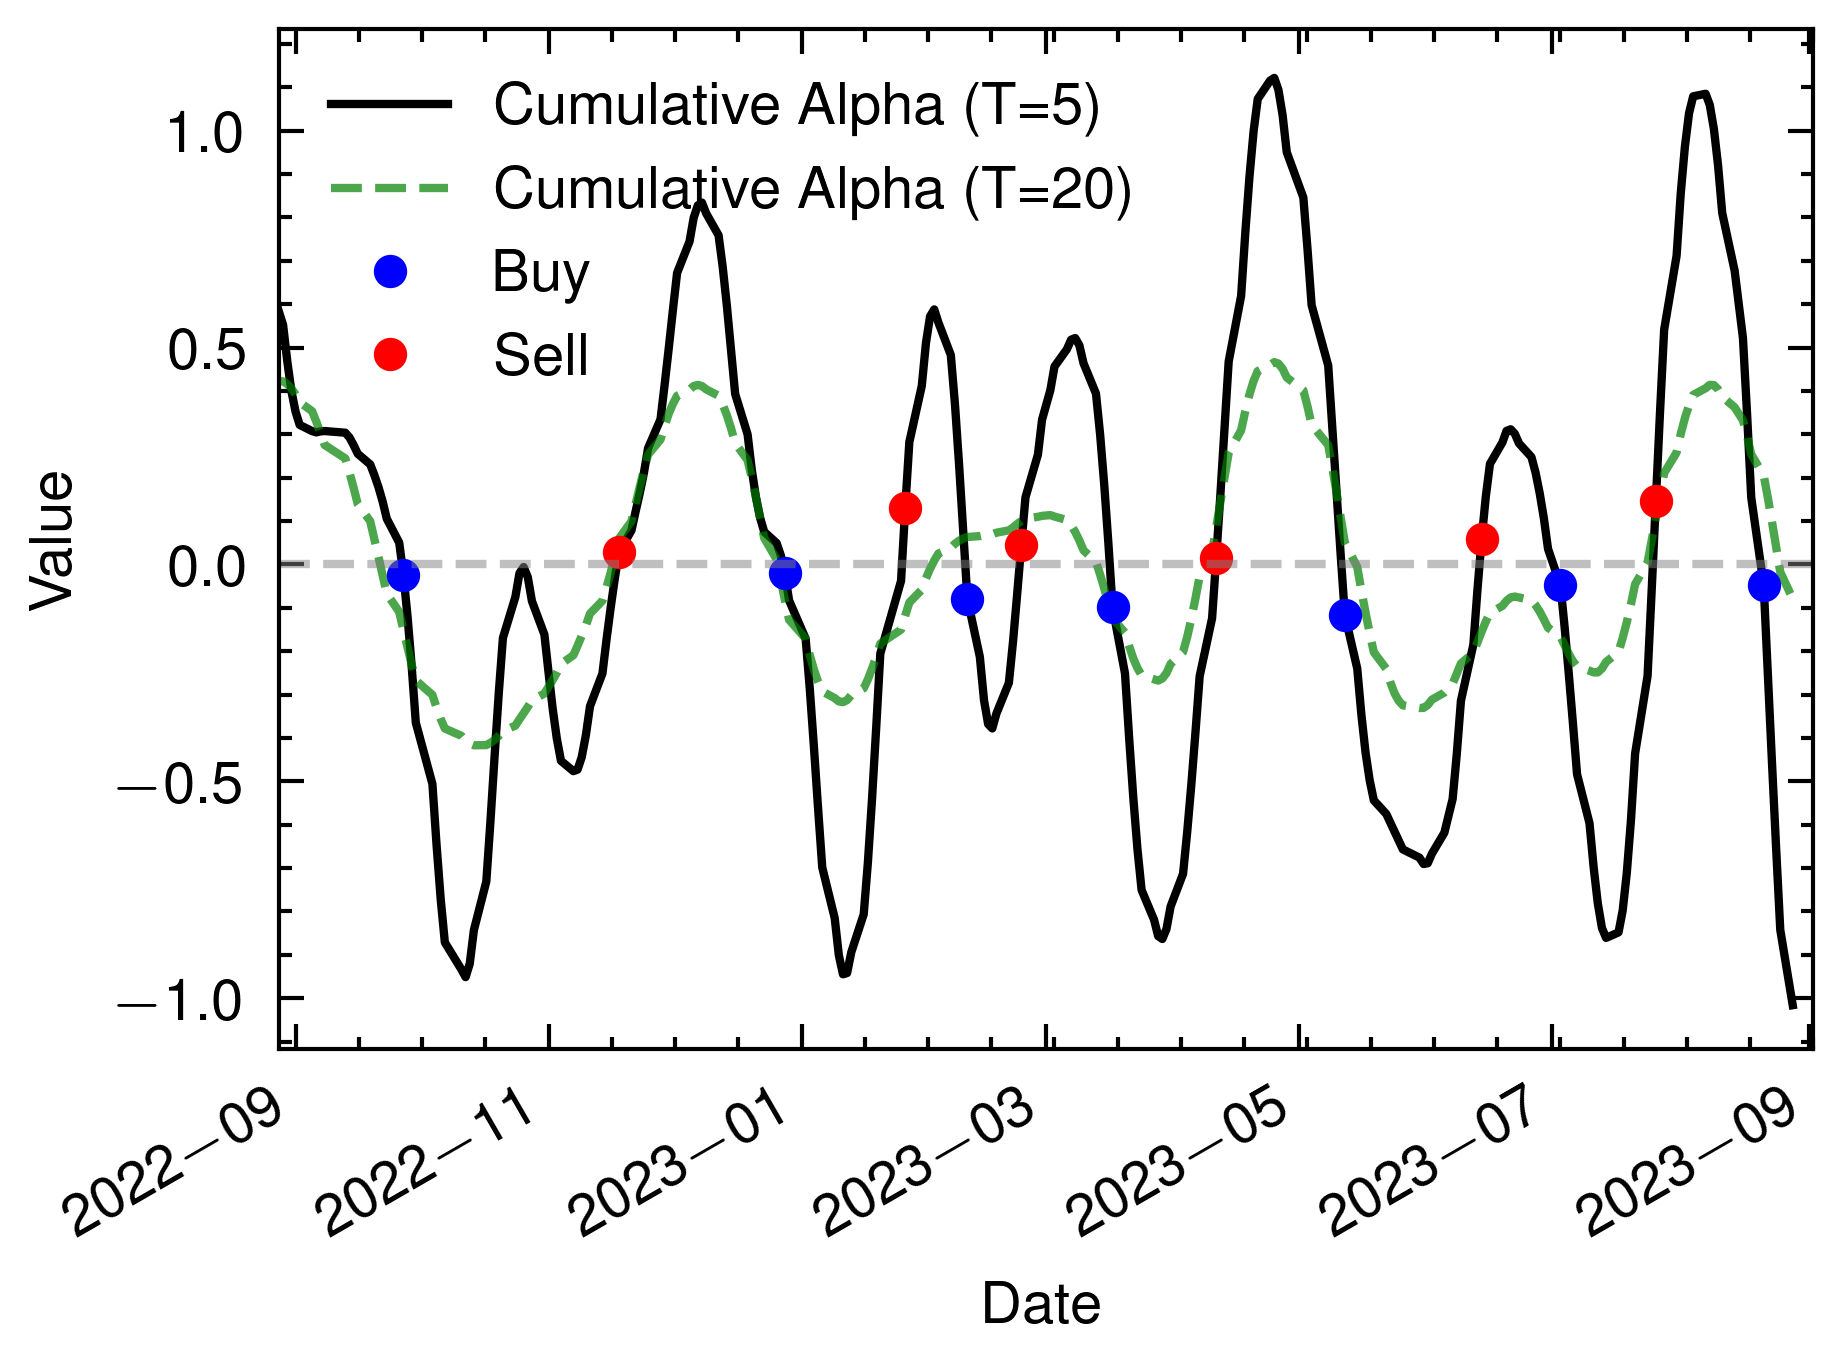 Cumulative Alpha (T=5)
Cumulative Alpha (T=20)
Buy
Sell
Value
1.0
0.5
0.0
−0.5
−1.0
2022−09
2022−11
2023−01
2023−03
2023−05
2023−07
2023−09
Date